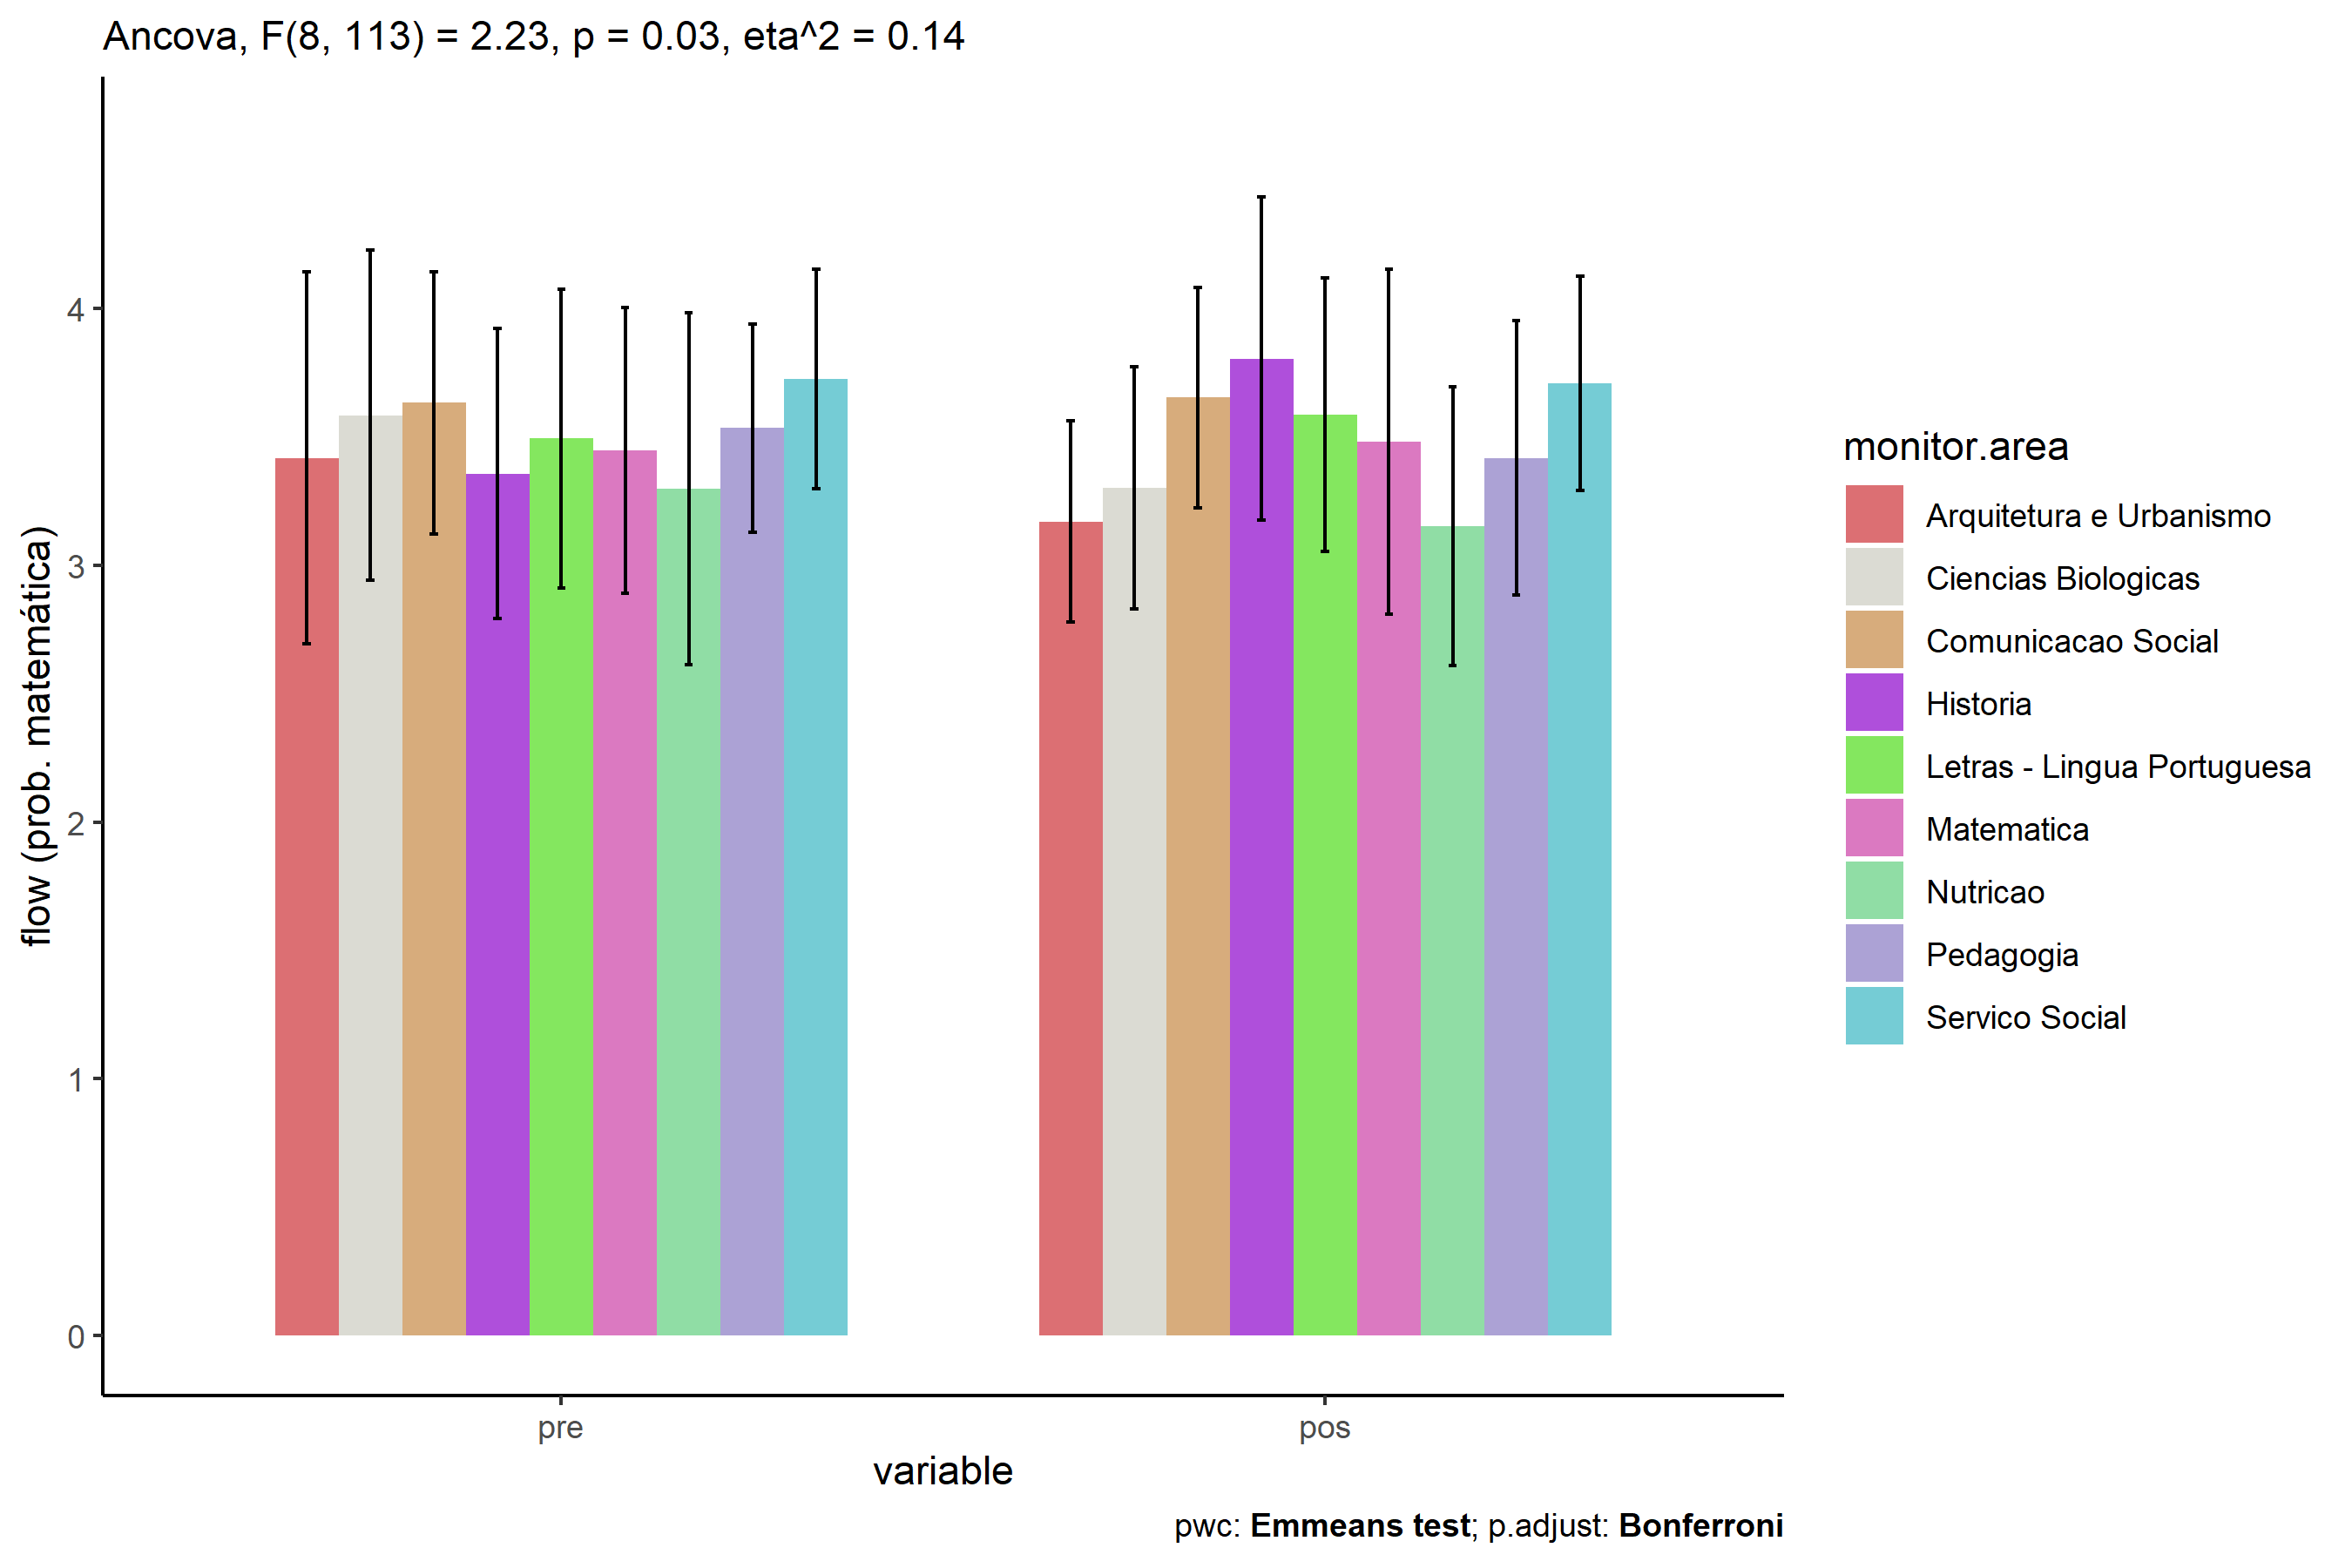 Ancova, F(8, 113) = 2.23, p = 0.03, eta^2 = 0.14
flow (prob. matemática)
4
3
2
1
0
pre
pos
variable
pwc: Emmeans test; p.adjust: Bonferroni
monitor.area
Arquitetura e Urbanismo
Ciencias Biologicas
Comunicacao Social
Historia
Letras - Lingua Portuguesa
Matematica
Nutricao
Pedagogia
Servico Social